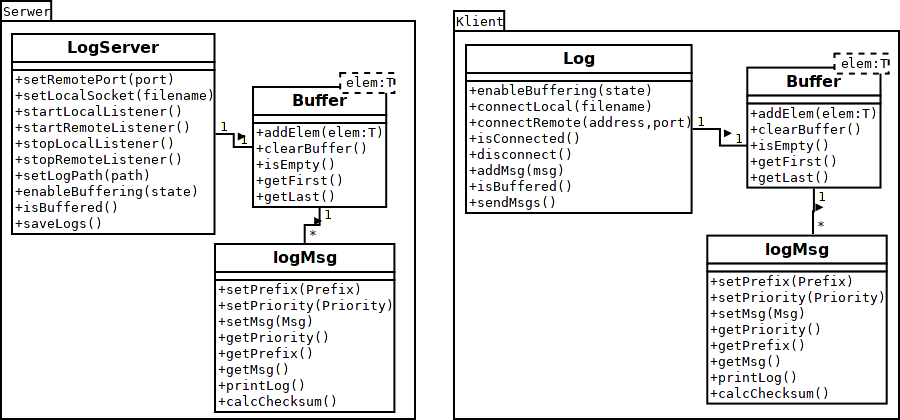 Serwer
LogServer
+setRemotePort(port)
+setLocalSocket(filename)
+startLocalListener()
+startRemoteListener()
+stopLocalListener()
+stopRemoteListener()
+setLogPath(path)
+enableBuffering(state)
+isBuffered()
+saveLogs()
1
1
elem:T
Buffer
+addElem(elem:T)
+clearBuffer()
+isEmpty()
+getFirst()
+getLast()
1
*
logMsg
+setPrefix(Prefix)
+setPriority(Priority)
+setMsg(Msg)
+getPriority()
+getPrefix()
+getMsg()
+printLog()
+calcChecksum()
Klient
Log
+enableBuffering(state)
+connectLocal(filename)
+connectRemote(address,port)
+isConnected()
+disconnect()
+addMsg(msg)
+isBuffered()
+sendMsgs()
1
1
elem:T
Buffer
+addElem(elem:T)
+clearBuffer()
+isEmpty()
+getFirst()
+getLast()
1
*
logMsg
+setPrefix(Prefix)
+setPriority(Priority)
+setMsg(Msg)
+getPriority()
+getPrefix()
+getMsg()
+printLog()
+calcChecksum()